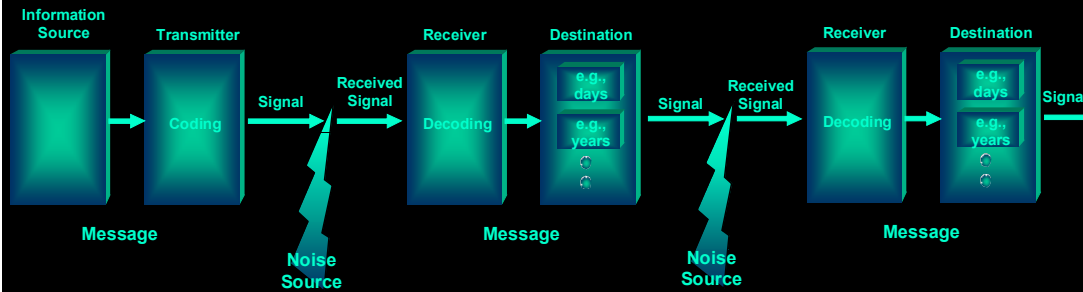 Information
Source
Transmitter
Coding
Signal
Received
Signal
Noise
Source
Message
Receiver
Decoding
Destination
e.g.,
days
e.g.,
years
Message
Signal
Received
Signal
Noise
Source
Receiver
Decoding
Destination
e.g.,
days
e.g.,
years
Message
Signal